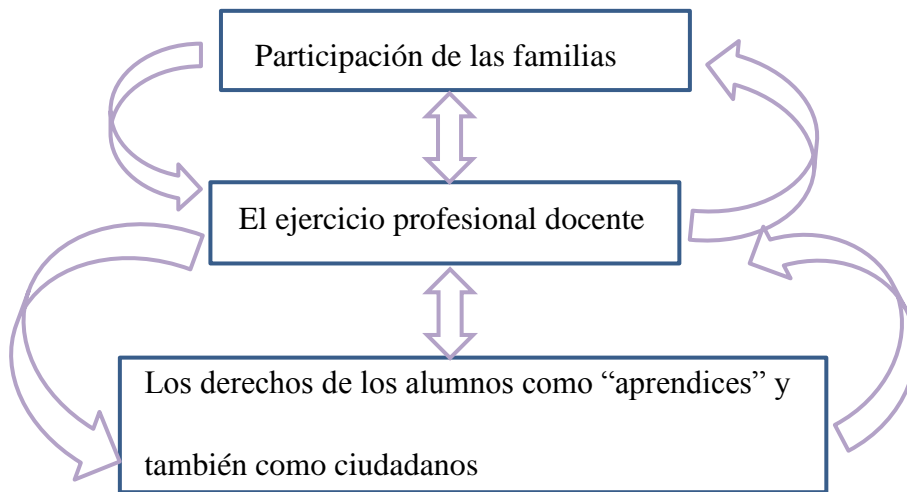 Participación de las familias
El ejercicio profesional docente
Los derechos de los alumnos como “aprendices” y
también como ciudadanos